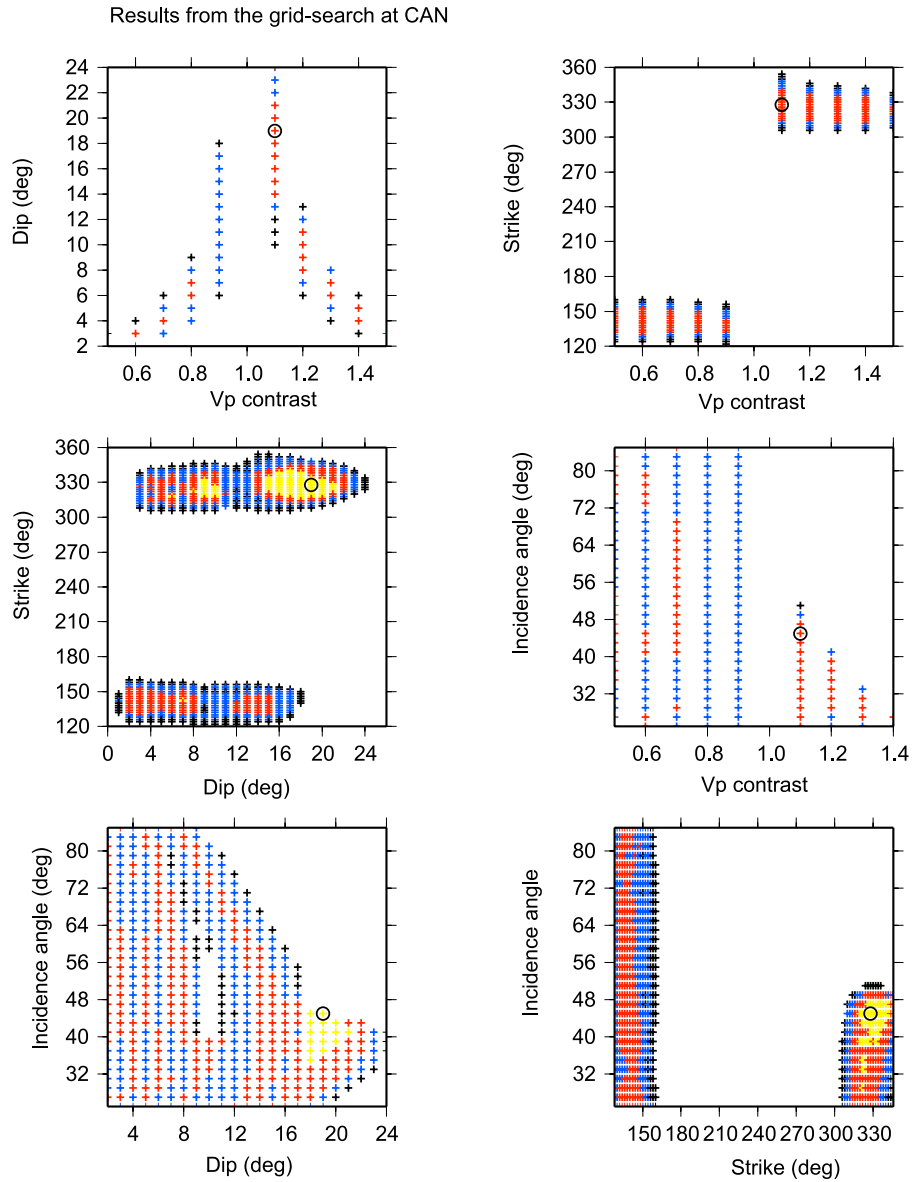 Results from the grid-search at CAN
24
22
20
18
16
14
12
10
8
6
4
2
Dip (deg)
0.6 0.8 1.0 1.2 1.4
Vp contrast
360
330
300
270
240
210
180
150
120
Strike (deg)
0.6 0.8 1.0 1.2 1.4
Vp contrast
360
330
300
270
240
210
180
150
120
Strike (deg)
0 4 8 12 16 20 24
Dip (deg)
80
72
64
56
48
40
32
Incidence angle (deg)
0.6 0.8 1.0 1.2 1.4
Vp contrast
80
72
64
56
48
40
32
Incidence angle (deg)
4 8 12 16 20 24
Dip (deg)
80
72
64
56
48
40
32
Incidence angle
150 180 210 240 270 300 330
Strike (deg)